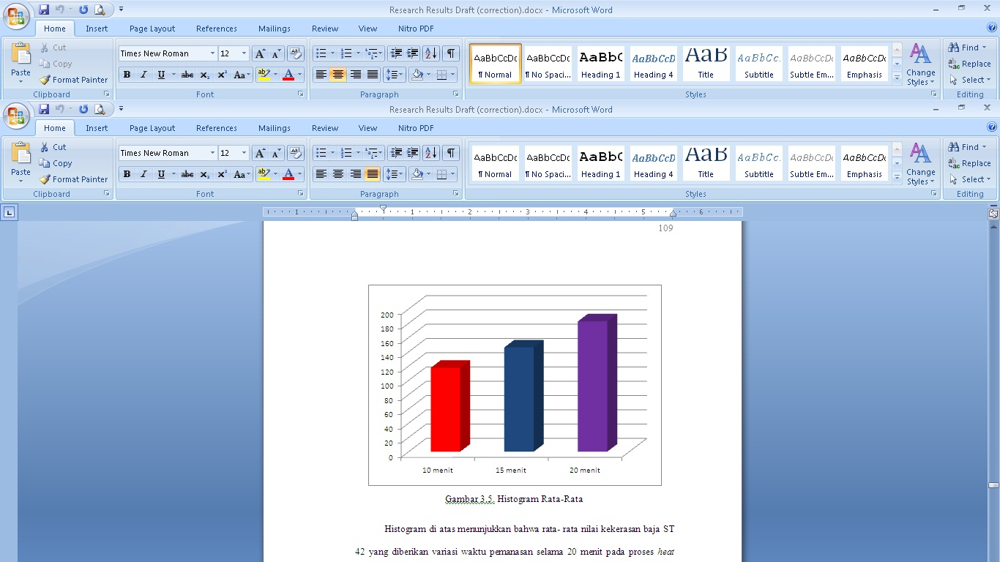 Research Results Draft (correction).docx - Microsoft Word
Home Insert Page Layout References Mailings Review View Nitro PDF
Cut
Copy
Format Painter
Paste
Clipboard
Times New Roman 12
Font
Paragraph
AaBbCcDc AaBbCcDc AaBbC AaBbCcD AaB AaBbCc. AaBbCcDc AaBbCcDc
¶ Normal ¶ No Spaci... Heading 1 Heading 4 Title Subtitle Subtle Em... Emphasis
Change Styles
Styles
Find
Replace
Select
Editing
Research Results Draft (correction).docx - Microsoft Word
Home Insert Page Layout References Mailings Review View Nitro PDF
Cut
Copy
Format Painter
Paste
Clipboard
Times New Roman 12
Font
Paragraph
AaBbCcDc AaBbCcDc AaBbC AaBbCcD AaB AaBbCc. AaBbCcDc AaBbCcDc
¶ Normal ¶ No Spaci... Heading 1 Heading 4 Title Subtitle Subtle Em... Emphasis
Change Styles
Styles
Find
Replace
Select
Editing
1 1 2 3 4 5 6
109
200
180
160
140
120
100
80
60
40
20
0
10 menit 15 menit 20 menit
Gambar 3.5. Histogram Rata-Rata
Histogram di atas menunjukkan bahwa rata- rata nilai kekerasan baja ST
42 yang diberikan variasi waktu pemanasan selama 20 menit pada proses heat